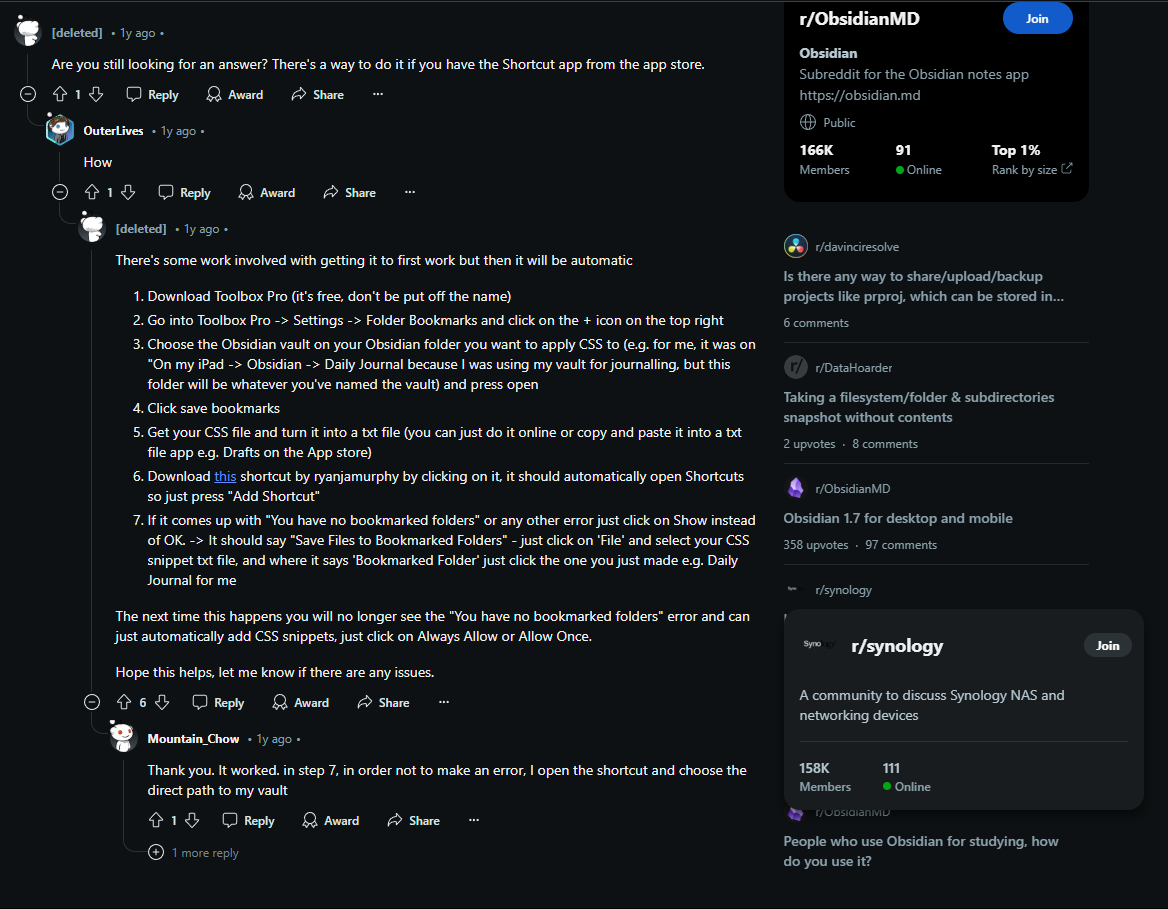 [deleted] • 1y ago •
Are you still looking for an answer? There's a way to do it if you have the Shortcut app from the app store.
1 Reply Award Share ...
OuterLives • 1y ago •
How
1 Reply Award Share ...
[deleted] • 1y ago •
There's some work involved with getting it to first work but then it will be automatic
1. Download Toolbox Pro (it's free, don't be put off the name)
2. Go into Toolbox Pro -> Settings -> Folder Bookmarks and click on the + icon on the top right
3. Choose the Obsidian vault on your Obsidian folder you want to apply CSS to (e.g. for me, it was on
"On my iPad -> Obsidian -> Daily Journal because I was using my vault for journalling, but this
folder will be whatever you've named the vault) and press open
4. Click save bookmarks
5. Get your CSS file and turn it into a txt file (you can just do it online or copy and paste it into a txt
file app e.g. Drafts on the App store)
6. Download this shortcut by ryanjamurphy by clicking on it, it should automatically open Shortcuts
so just press "Add Shortcut"
7. If it comes up with "You have no bookmarked folders" or any other error just click on Show instead
of OK. -> It should say "Save Files to Bookmarked Folders" - just click on 'File' and select your CSS
snippet txt file, and where it says 'Bookmarked Folder' just click the one you just made e.g. Daily
Journal for me
The next time this happens you will no longer see the "You have no bookmarked folders" error and can
just automatically add CSS snippets, just click on Always Allow or Allow Once.
Hope this helps, let me know if there are any issues.
6 Reply Award Share ...
Mountain_Chow • 1y ago •
Thank you. It worked. in step 7, in order not to make an error, I open the shortcut and choose the
direct path to my vault
1 Reply Award Share ...
1 more reply
r/ObsidianMD Join
Obsidian
Subreddit for the Obsidian notes app
https://obsidian.md
Public
166K 91 Top 1%
Members Online Rank by size
r/davinciresolve
Is there any way to share/upload/backup
projects like prproj, which can be stored in...
6 comments
r/DataHoarder
Taking a filesystem/folder & subdirectories
snapshot without contents
2 upvotes · 8 comments
r/ObsidianMD
Obsidian 1.7 for desktop and mobile
358 upvotes · 97 comments
r/synology
Synology r/synology Join
A community to discuss Synology NAS and
networking devices
158K 111
Members Online
r/ObsidianMD
People who use Obsidian for studying, how
do you use it?